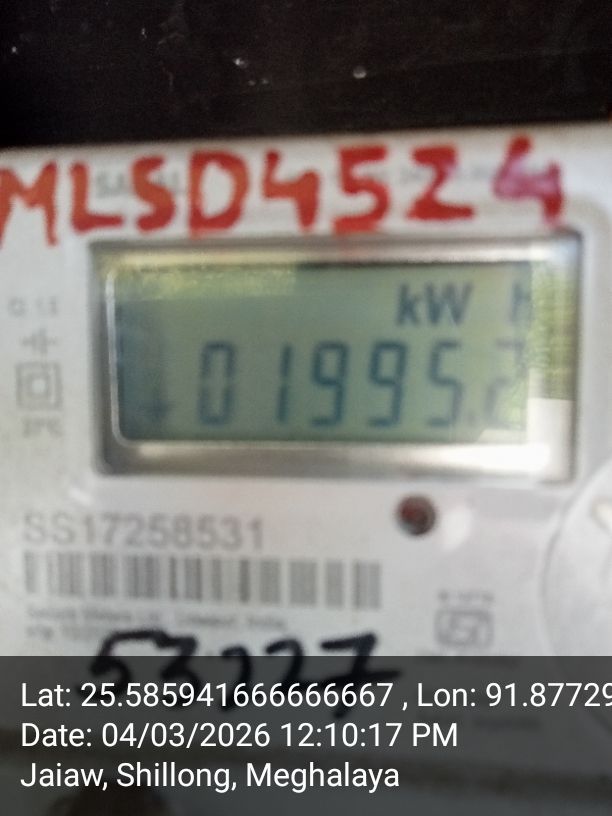 MLSD4524
kW h
01995.2
SS17258531
Lat: 25.585941666666667 , Lon: 91.87729
Date: 04/03/2026 12:10:17 PM
Jaiaw, Shillong, Meghalaya